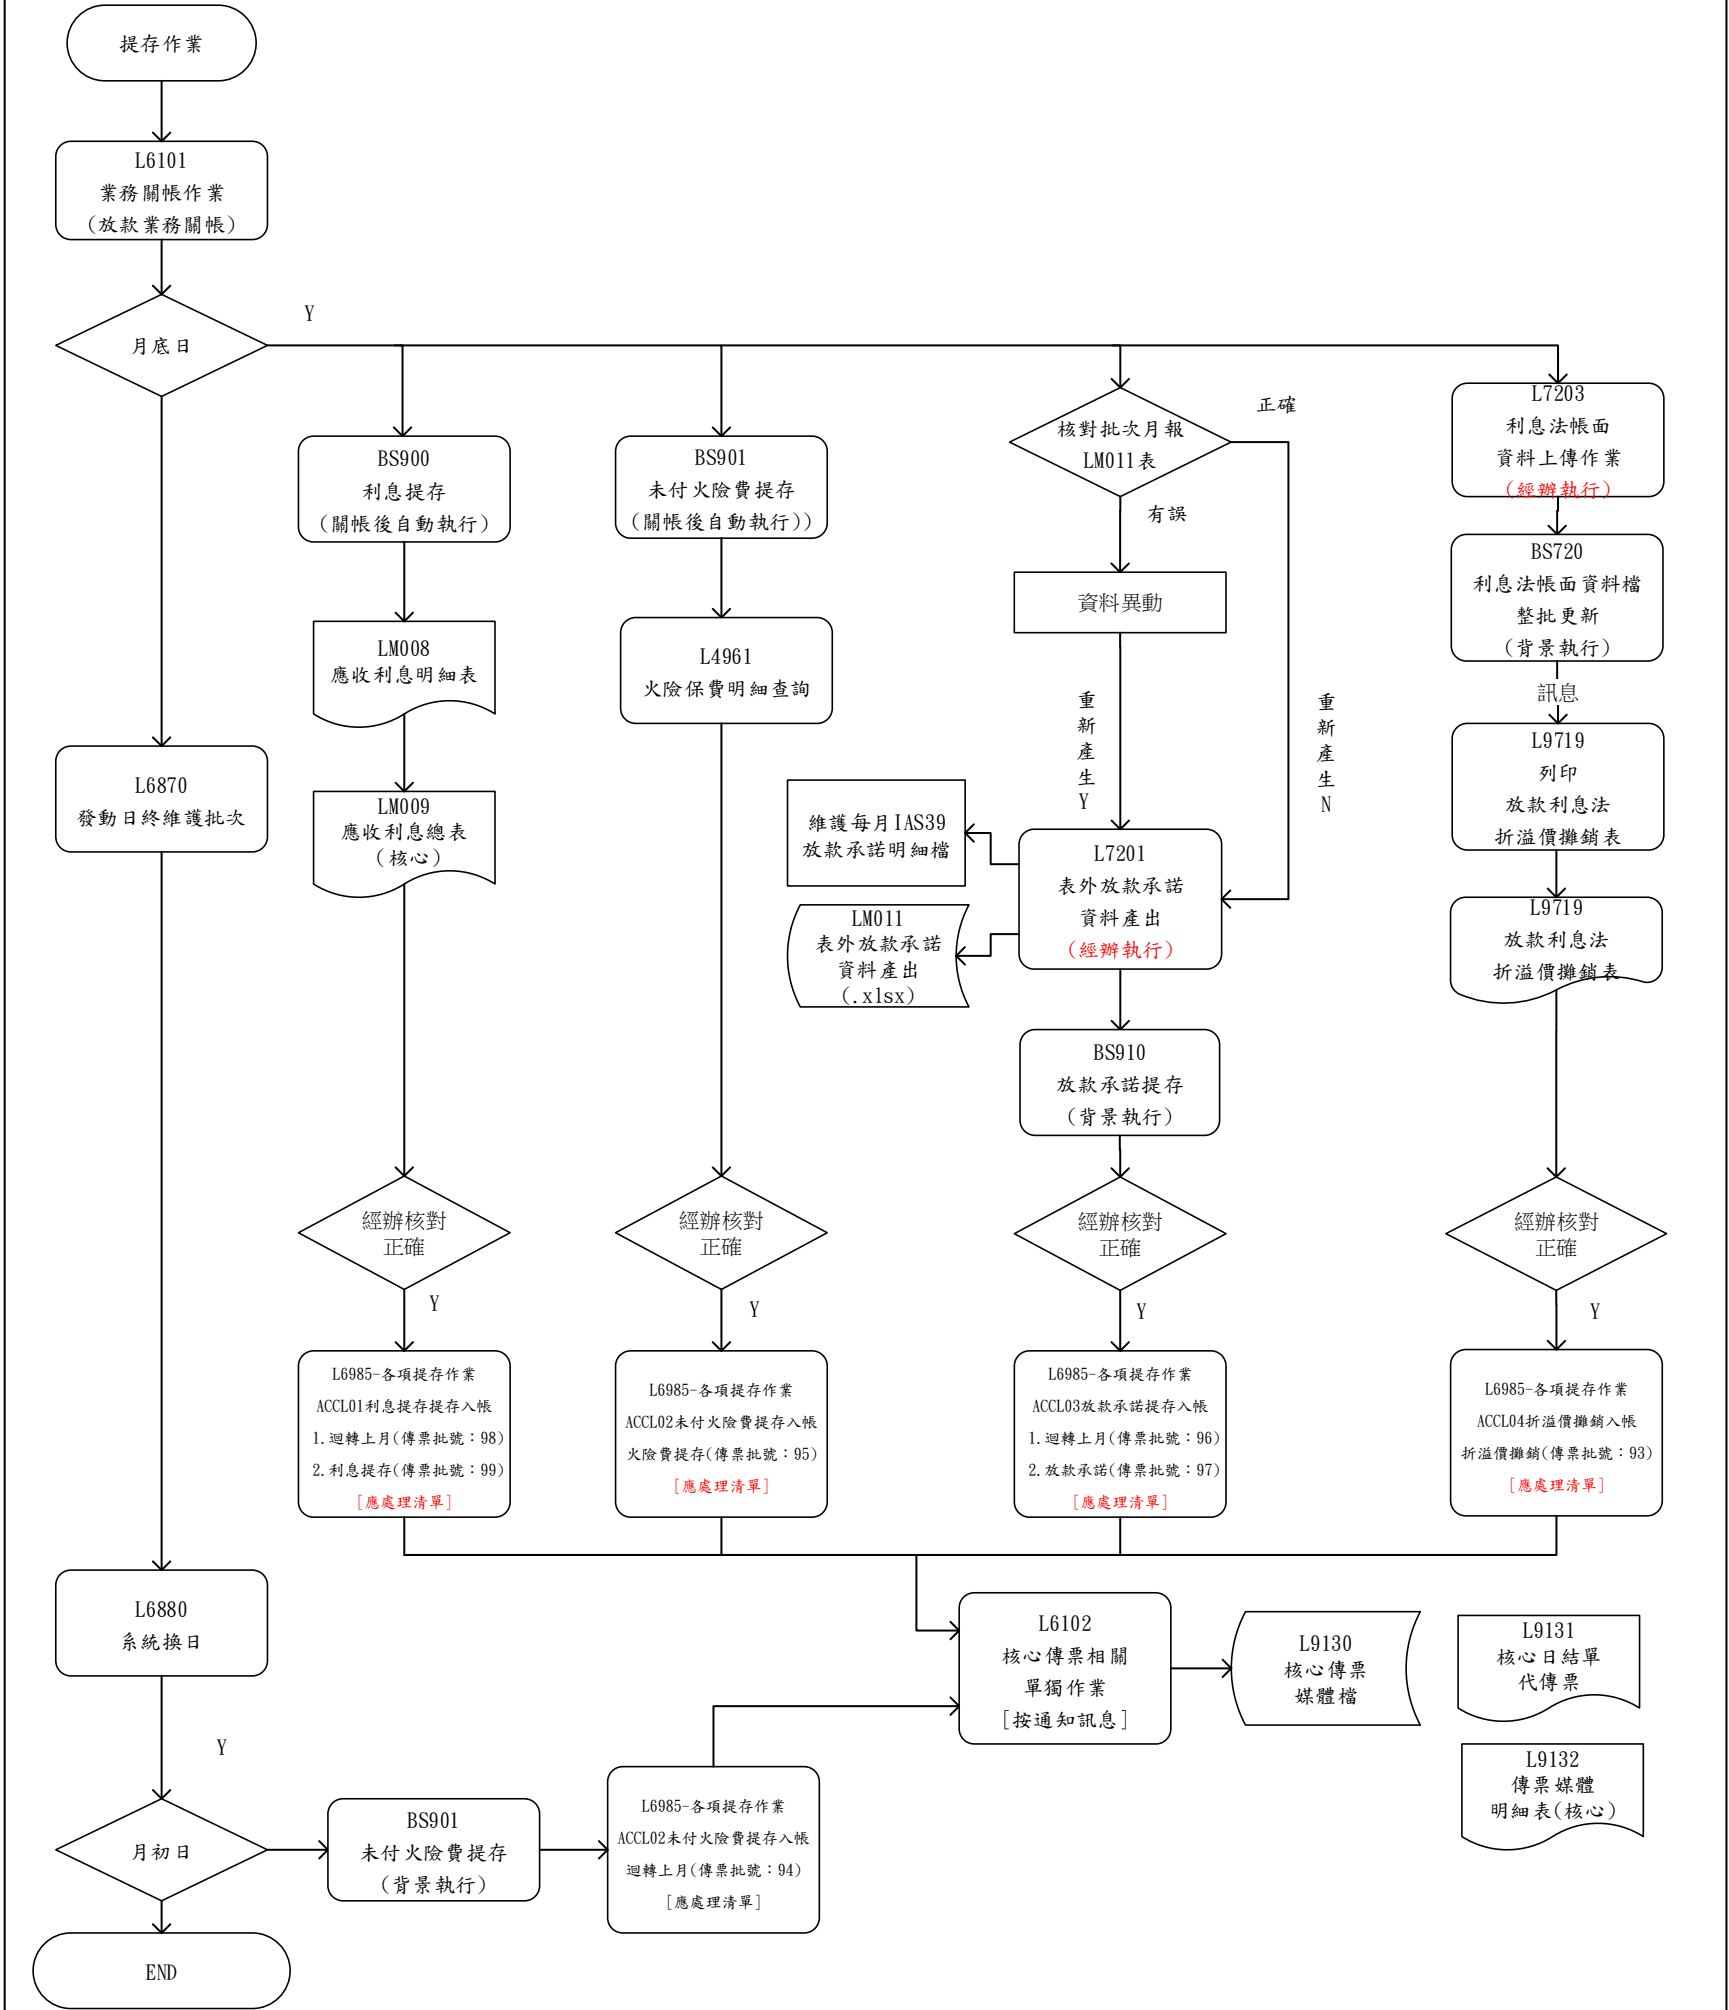 提存作業
L6101
業務關帳作業
(放款業務關帳)
月底日
Y
L6870
發動日終維護批次
L6880
系統換日
Y
月初日
END
BS900
利息提存
(關帳後自動執行)
LM008
應收利息明細表
LM009
應收利息總表
(核心)
經辦核對
正確
Y
L6985-各項提存作業
ACCL01利息提存提存入帳
1.迴轉上月(傳票批號：98)
2.利息提存(傳票批號：99)
[應處理清單]
BS901
未付火險費提存
(關帳後自動執行))
L4961
火險保費明細查詢
經辦核對
正確
Y
L6985-各項提存作業
ACCL02未付火險費提存入帳
火險費提存(傳票批號：95)
[應處理清單]
核對批次月報
LM011表
正確
有誤
資料異動
重
新
產
生
Y
重
新
產
生
N
維護每月IAS39
放款承諾明細檔
LM011
表外放款承諾
資料產出
(.xlsx)
L7201
表外放款承諾
資料產出
(經辦執行)
BS910
放款承諾提存
(背景執行)
經辦核對
正確
Y
L6985-各項提存作業
ACCL03放款承諾提存入帳
1.迴轉上月(傳票批號：96)
2.放款承諾(傳票批號：97)
[應處理清單]
L7203
利息法帳面
資料上傳作業
(經辦執行)
BS720
利息法帳面資料檔
整批更新
(背景執行)
訊息
L9719
列印
放款利息法
折溢價攤銷表
L9719
放款利息法
折溢價攤銷表
經辦核對
正確
Y
L6985-各項提存作業
ACCL04折溢價攤銷入帳
折溢價攤銷(傳票批號：93)
[應處理清單]
BS901
未付火險費提存
(背景執行)
L6985-各項提存作業
ACCL02未付火險費提存入帳
迴轉上月(傳票批號：94)
[應處理清單]
L6102
核心傳票相關
單獨作業
[按通知訊息]
L9130
核心傳票
媒體檔
L9131
核心日結單
代傳票
L9132
傳票媒體
明細表(核心)